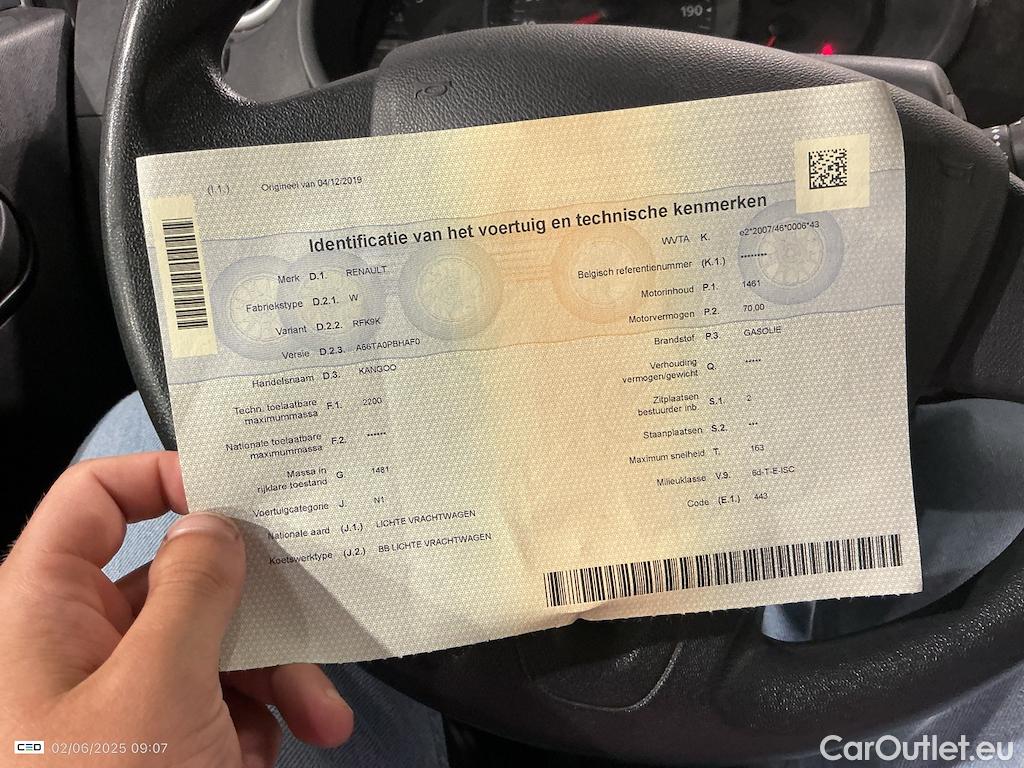 190
(I.1.) Origineel van 04/12/2019
Identificatie van het voertuig en technische kenmerken
Merk D.1. RENAULT
Fabriekstype D.2.1. W
Variant D.2.2. RFK9K
Versie D.2.3. A66TA0PBHAF0
Handelsnaam D.3. KANGOO
Techn. toelaatbare
maximummassa F.1. 2200
Nationale toelaatbare
maximummassa F.2. ******
Massa in
rijklare toestand G. 1481
Voertuigcategorie J. N1
Nationale aard (J.1.) LICHTE VRACHTWAGEN
Koetswerktype (J.2.) BB LICHTE VRACHTWAGEN
WVTA K. e2*2007/46*0006*43
Belgisch referentienummer (K.1.) ********
Motorinhoud P.1. 1461
Motorvermogen P.2. 70,00
Brandstof P.3. GASOLIE
Verhouding
vermogen/gewicht Q. *****
Zitplaatsen
bestuurder inb. S.1. 2
Staanplaatsen S.2. ***
Maximum snelheid T. 163
Milieuklasse V.9. 6d-T-E-ISC
Code (E.1.) 443
CEO 02/06/2025 09:07
CarOutlet.eu